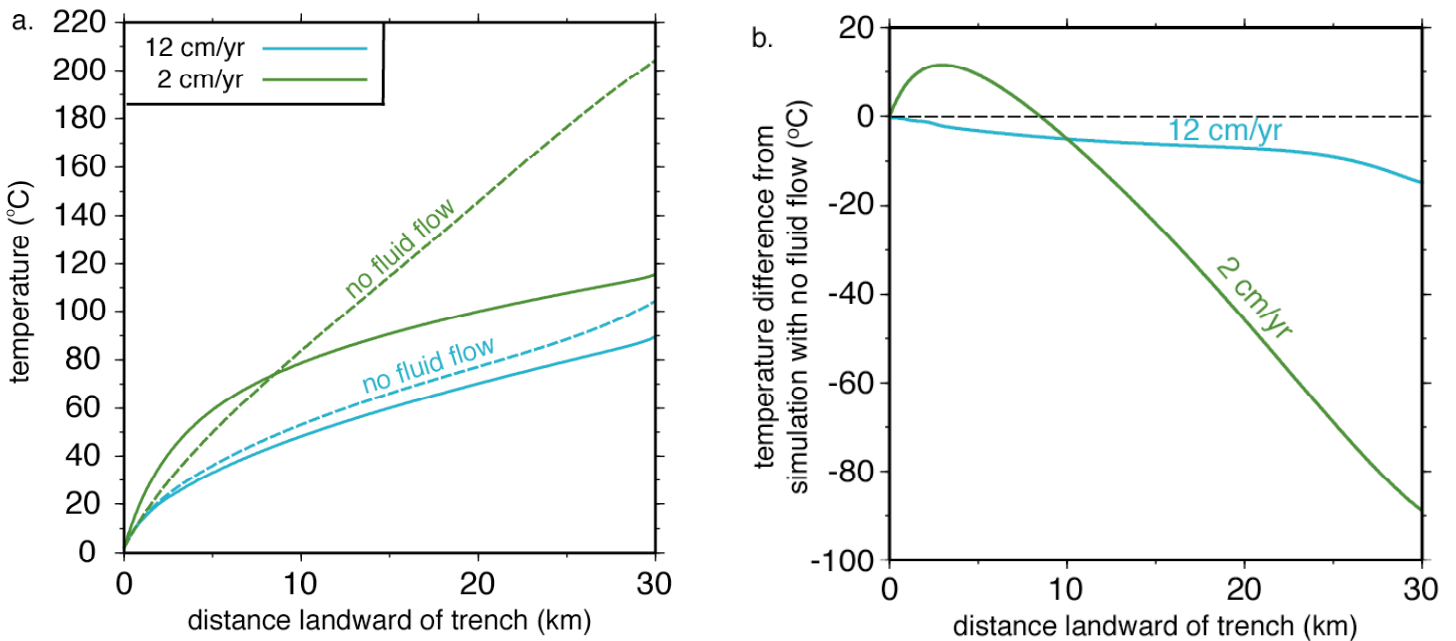 a.
220
200
180
160
140
120
100
80
60
40
20
0
temperature (°C)
12 cm/yr
2 cm/yr
no fluid flow
no fluid flow
0
10
20
30
distance landward of trench (km)
b.
20
0
-20
-40
-60
-80
-100
temperature difference from
simulation with no fluid flow (°C)
12 cm/yr
2 cm/yr
0
10
20
30
distance landward of trench (km)